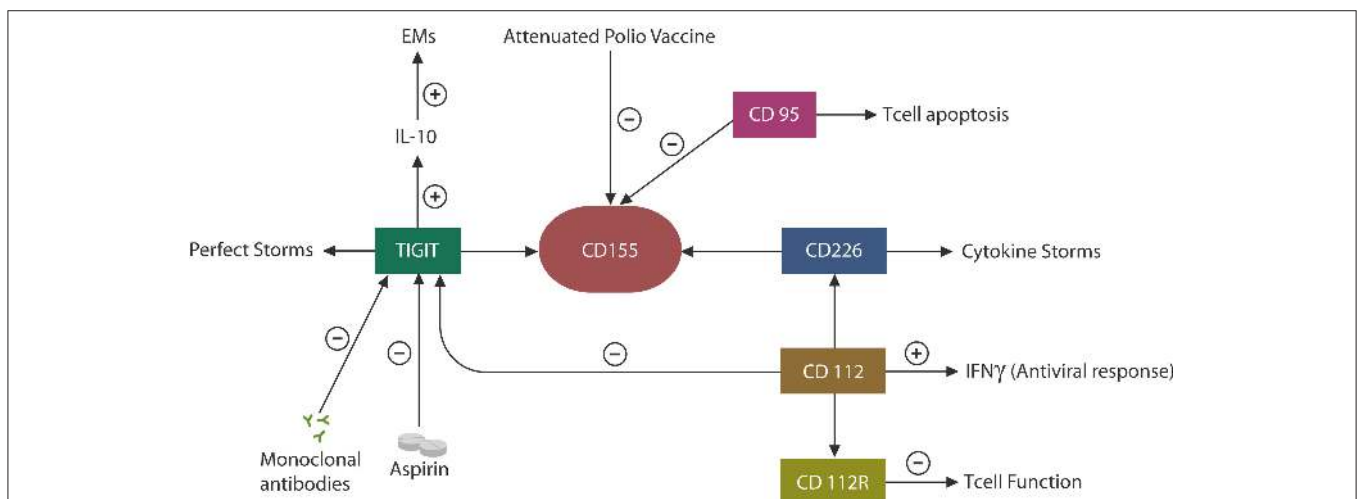 EMs
Attenuated Polio Vaccine
+
−
CD 95
Tcell apoptosis
IL-10
−
+
Perfect Storms
TIGIT
CD155
CD226
Cytokine Storms
−
−
−
CD 112
+
IFNγ (Antiviral response)
Monoclonal
antibodies
Aspirin
CD 112R
−
Tcell Function